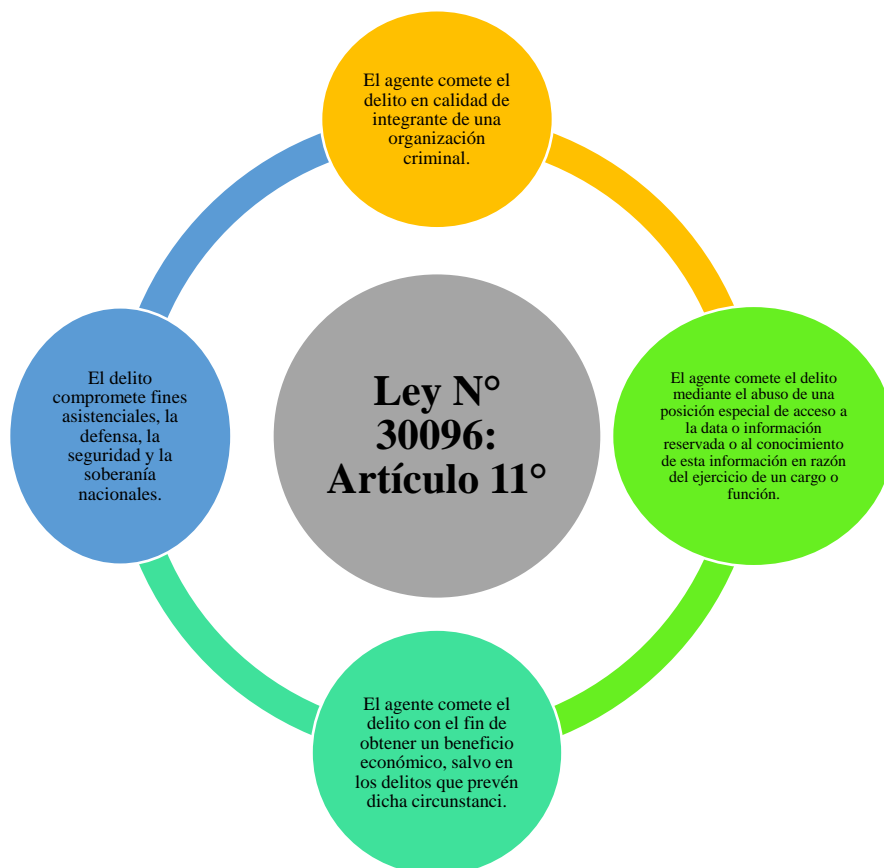 El agente comete el
delito en calidad de
integrante de una
organización
criminal.
El delito
compromete fines
asistenciales, la
defensa, la
seguridad y la
soberanía
nacionales.
Ley N°
30096:
Artículo 11°
El agente comete el delito
mediante el abuso de una
posición especial de acceso a
la data o información
reservada o al conocimiento
de esta información en razón
del ejercicio de un cargo o
función.
El agente comete el
delito con el fin de
obtener un beneficio
económico, salvo en
los delitos que prevén
dicha circunstanci.